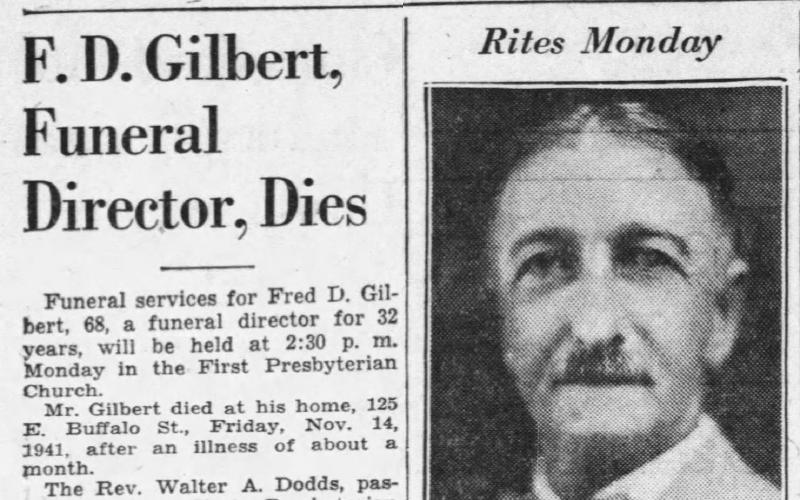 F. D. Gilbert,
Funeral
Director, Dies
Funeral services for Fred D. Gil-
bert, 68, a funeral director for 32
years, will be held at 2:30 p. m.
Monday in the First Presbyterian
Church.
Mr. Gilbert died at his home, 125
E. Buffalo St., Friday, Nov. 14,
1941, after an illness of about a
month.
The Rev. Walter A. Dodds, pas-
Rites Monday